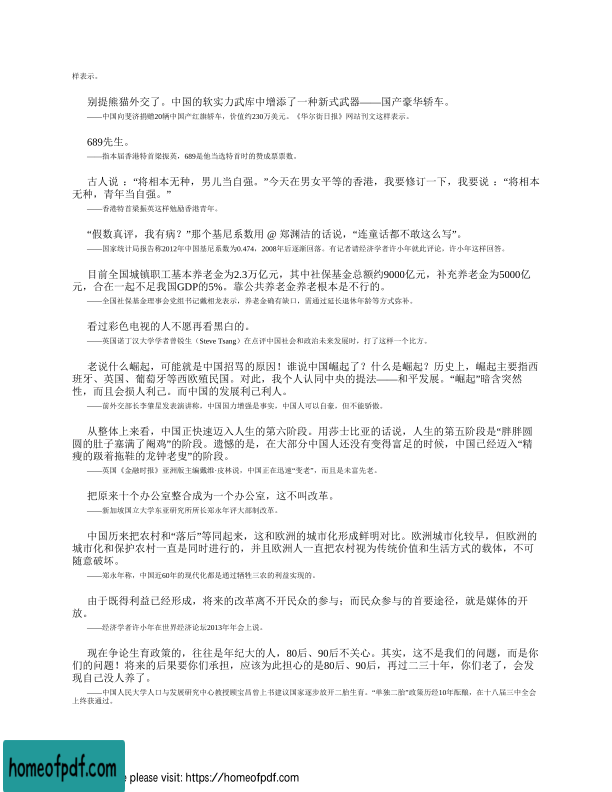 样表示。
别提熊猫外交了。中国的软实力武库中增添了一种新式武器——国产豪华轿车。
——中国向斐济捐赠20辆中国产红旗轿车，价值约230万美元。《华尔街日报》网站刊文这样表示。
689先生。
——指本届香港特首梁振英，689是他当选特首时的赞成票票数。
古人说：“将相本无种，男儿当自强。”今天在男女平等的香港，我要修订一下，我要说：“将相本
无种，青年当自强。”
——香港特首梁振英这样勉励香港青年。
“假数真评，我有病？”那个基尼系数用 @ 郑渊洁的话说，“连童话都不敢这么写”。
——国家统计局报告称2012年中国基尼系数为0.474，2008年后逐渐回落。有记者请经济学者许小年就此评论，许小年这样回答。
目前全国城镇职工基本养老金为2.3万亿元，其中社保基金总额约9000亿元，补充养老金为5000亿
元，合在一起不足我国GDP的5%。靠公共养老金养老根本是不行的。
——全国社保基金理事会党组书记戴相龙表示，养老金确有缺口，需通过延长退休年龄等方式弥补。
看过彩色电视的人不愿再看黑白的。
——英国诺丁汉大学学者曾锐生（Steve Tsang）在点评中国社会和政治未来发展时，打了这样一个比方。
老说什么崛起，可能就是中国招骂的原因！谁说中国崛起了？什么是崛起？历史上，崛起主要指西
班牙、英国、葡萄牙等西欧殖民国。对此，我个人认同中央的提法——和平发展。“崛起”暗含突然
性，而且会损人利己。而中国的发展利己利人。
——前外交部长李肇星发表演讲称，中国国力增强是事实，中国人可以自豪，但不能骄傲。
从整体上来看，中国正快速迈入人生的第六阶段。用莎士比亚的话说，人生的第五阶段是“胖胖圆
圆的肚子塞满了阉鸡”的阶段。遗憾的是，在大部分中国人还没有变得富足的时候，中国已经迈入“精
瘦的趿着拖鞋的龙钟老叟”的阶段。
——英国《金融时报》亚洲版主编戴维·皮林说，中国正在迅速“变老”，而且是未富先老。
把原来十个办公室整合成为一个办公室，这不叫改革。
——新加坡国立大学东亚研究所所长郑永年评大部制改革。
中国历来把农村和“落后”等同起来，这和欧洲的城市化形成鲜明对比。欧洲城市化较早，但欧洲的
城市化和保护农村一直是同时进行的，并且欧洲人一直把农村视为传统价值和生活方式的载体，不可
随意破坏。
——郑永年称，中国近60年的现代化都是通过牺牲三农的利益实现的。
由于既得利益已经形成，将来的改革离不开民众的参与；而民众参与的首要途径，就是媒体的开
放。
——经济学者许小年在世界经济论坛2013年年会上说。
现在争论生育政策的，往往是年纪大的人，80后、90后不关心。其实，这不是我们的问题，而是你
们的问题！将来的后果要你们承担，应该为此担心的是80后、90后，再过二三十年，你们老了，会发
现自己没人养了。
——中国人民大学人口与发展研究中心教授顾宝昌曾上书建议国家逐步放开二胎生育。“单独二胎”政策历经10年酝酿，在十八届三中全会
上终获通过。
homeofpdf.com
e please visit: https://homeofpdf.com